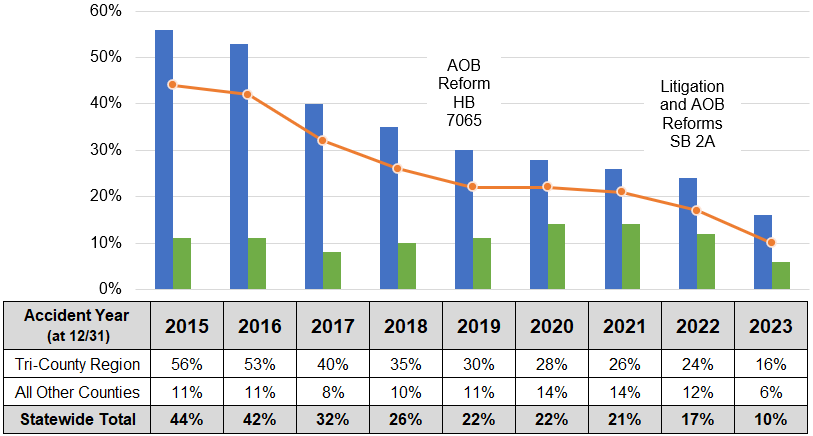 60%
50%
40%
30%
20%
10%
0%
AOB
Reform
HB
7065
Litigation
and AOB
Reforms
SB 2A
Accident Year
(at 12/31)
2015 2016 2017 2018 2019 2020 2021 2022 2023
Tri-County Region 56% 53% 40% 35% 30% 28% 26% 24% 16%
All Other Counties 11% 11% 8% 10% 11% 14% 14% 12% 6%
Statewide Total 44% 42% 32% 26% 22% 22% 21% 17% 10%